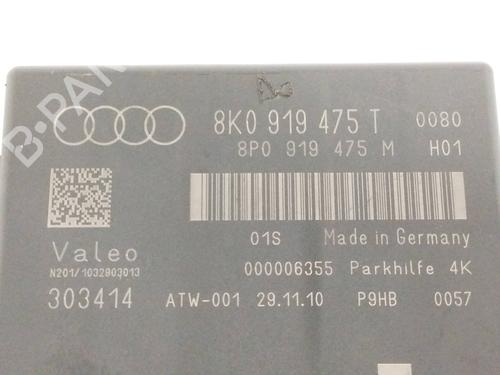 8K0 919 475 T 0080
8P0 919 475 M H01
01S Made in Germany
Valeo
N201/1032903013
000006355 Parkhilfe 4K
303414 ATW-001 29.11.10 P9HB 0057
B-PAR